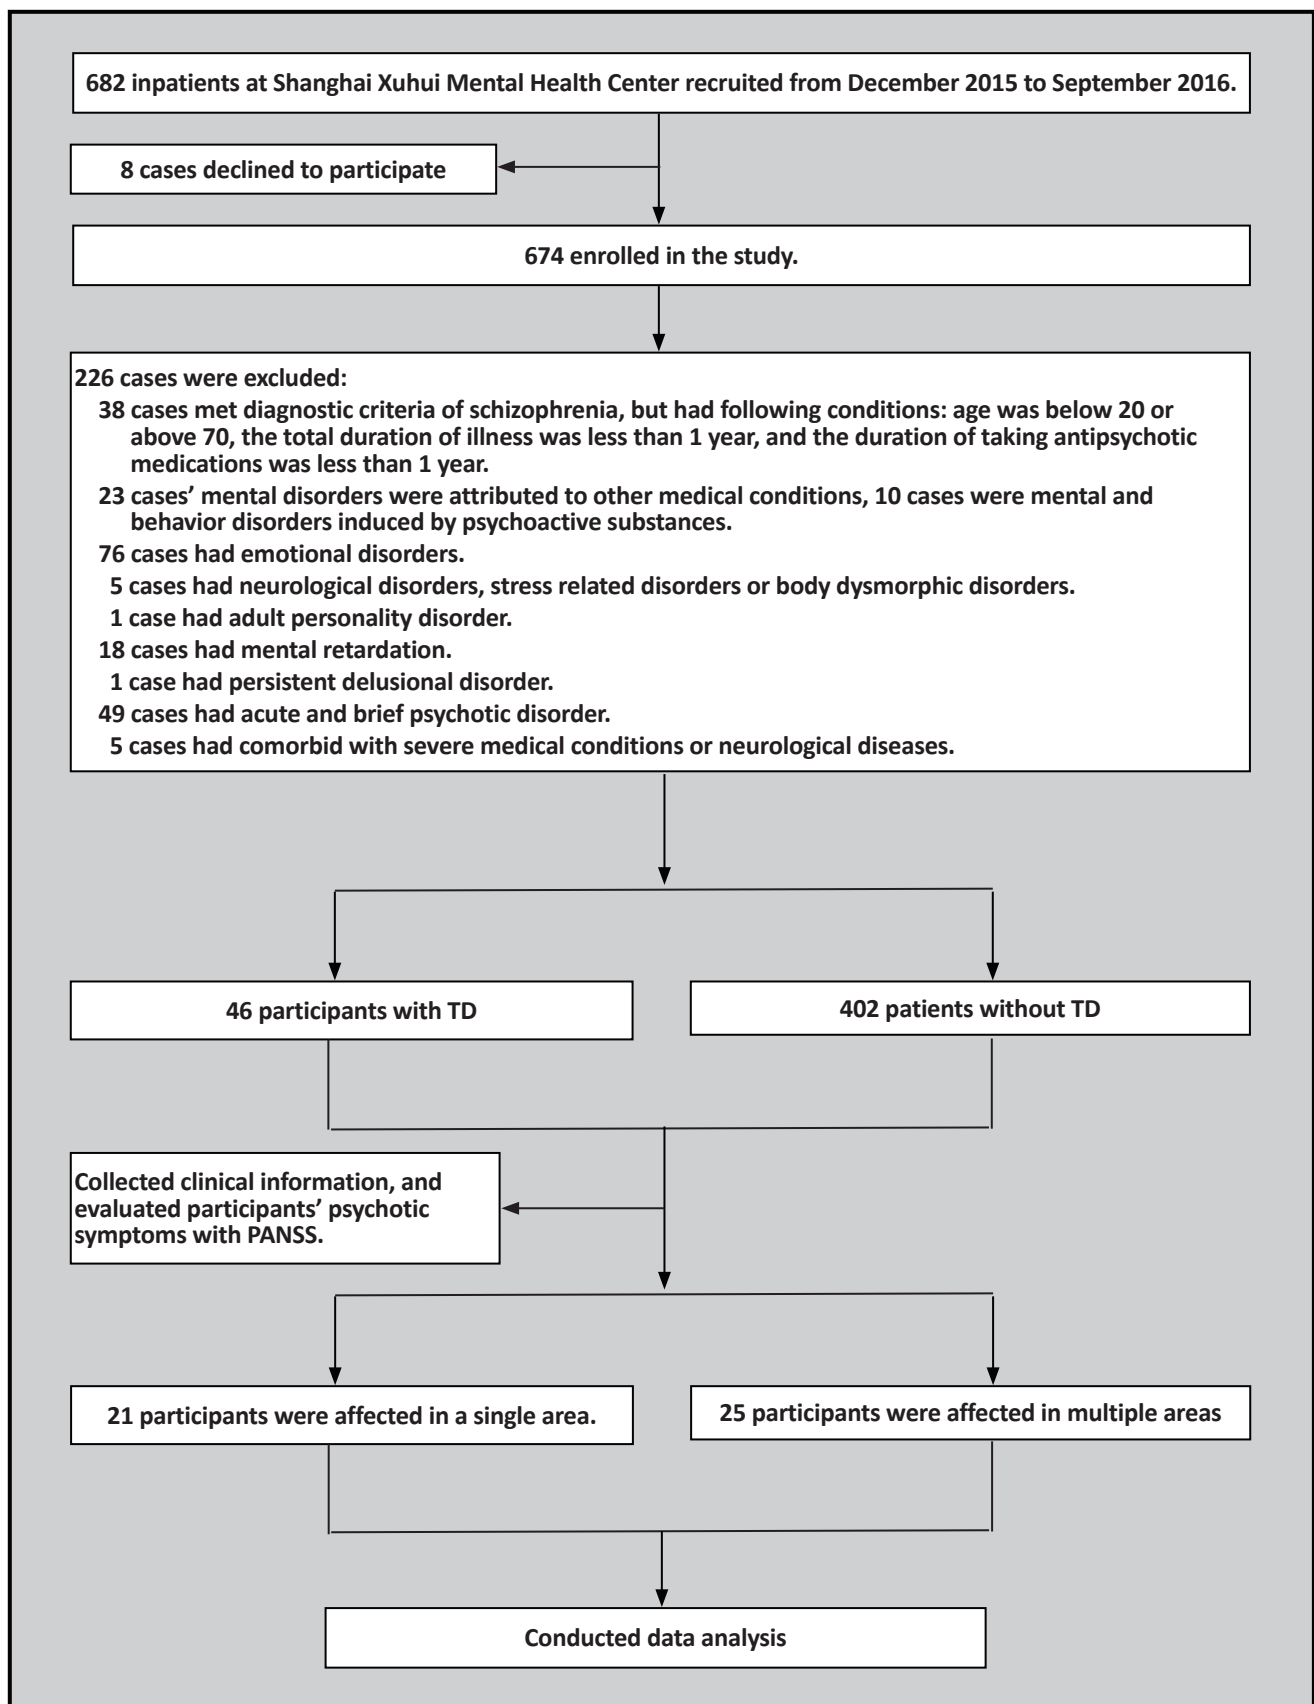 682 inpatients at Shanghai Xuhui Mental Health Center recruited from December 2015 to September 2016.
8 cases declined to participate
674 enrolled in the study.
226 cases were excluded:
38 cases met diagnostic criteria of schizophrenia, but had following conditions: age was below 20 or
above 70, the total duration of illness was less than 1 year, and the duration of taking antipsychotic
medications was less than 1 year.
23 cases’ mental disorders were attributed to other medical conditions, 10 cases were mental and
behavior disorders induced by psychoactive substances.
76 cases had emotional disorders.
5 cases had neurological disorders, stress related disorders or body dysmorphic disorders.
1 case had adult personality disorder.
18 cases had mental retardation.
1 case had persistent delusional disorder.
49 cases had acute and brief psychotic disorder.
5 cases had comorbid with severe medical conditions or neurological diseases.
46 participants with TD
402 patients without TD
Collected clinical information, and
evaluated participants’ psychotic
symptoms with PANSS.
21 participants were affected in a single area.
25 participants were affected in multiple areas
Conducted data analysis